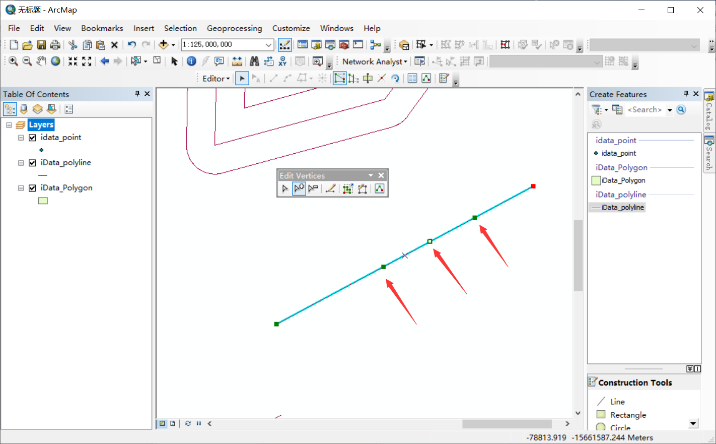 无标题 - ArcMap
File Edit View Bookmarks Insert Selection Geoprocessing Customize Windows Help
1:125,000,000
Network Analyst
Editor
Table Of Contents
Layers
idata_point
iData_polyline
iData_Polygon
Edit Vertices
Create Features
<Search>
idata_point
idata_point
iData_Polygon
iData_Polygon
iData_polyline
iData_polyline
Construction Tools
Line
Rectangle
Circle
Catalog
Search
-78813.919 -15661587.244 Meters